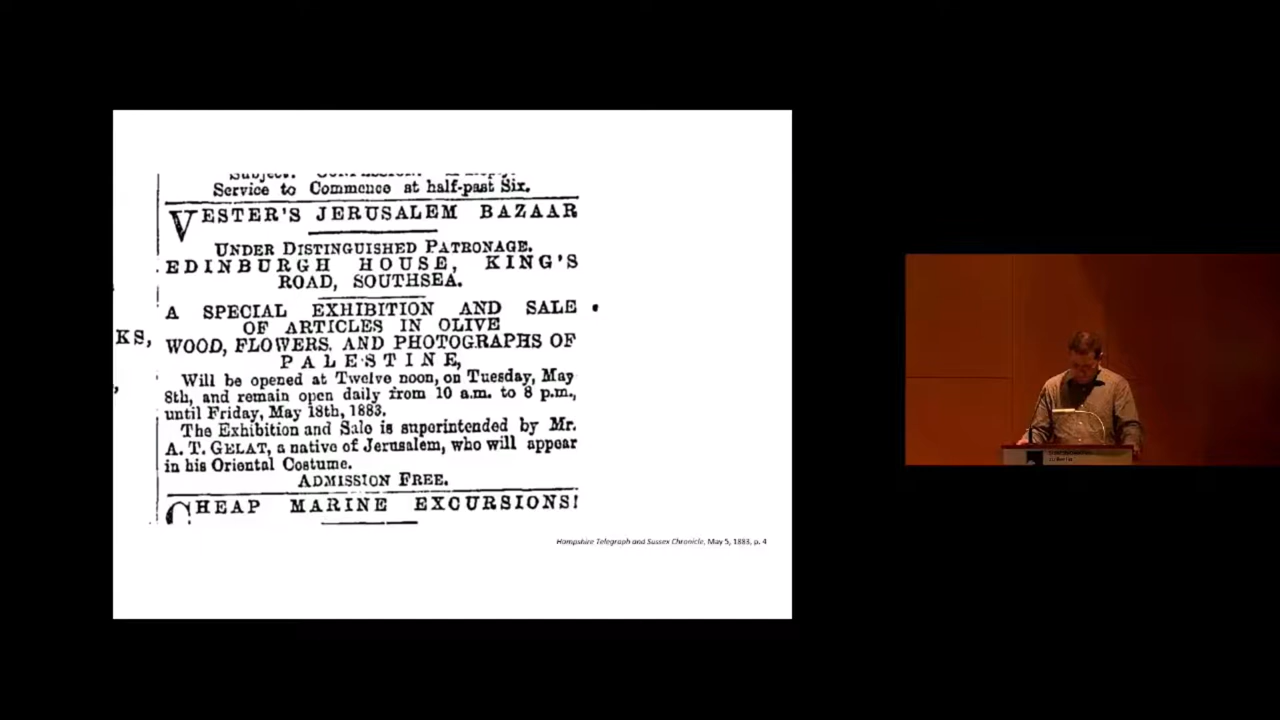 Service to Commence at half-past Six.
VESTER'S JERUSALEM BAZAAR
UNDER DISTINGUISHED PATRONAGE.
EDINBURGH HOUSE, KING'S
ROAD, SOUTHSEA.
A SPECIAL EXHIBITION AND SALE
OF ARTICLES IN OLIVE
KS,
WOOD, FLOWERS, AND PHOTOGRAPHS OF
PALESTINE,
Will be opened at Twelve noon, on Tuesday, May
8th, and remain open daily from 10 a.m. to 8 p.m.,
until Friday, May 18th, 1883.
The Exhibition and Sale is superintended by Mr.
A. T. GELAT, a native of Jerusalem, who will appear
in his Oriental Costume.
ADMISSION FREE.
CHEAP MARINE EXCURSIONS!
Hampshire Telegraph and Sussex Chronicle, May 5, 1883, p. 4